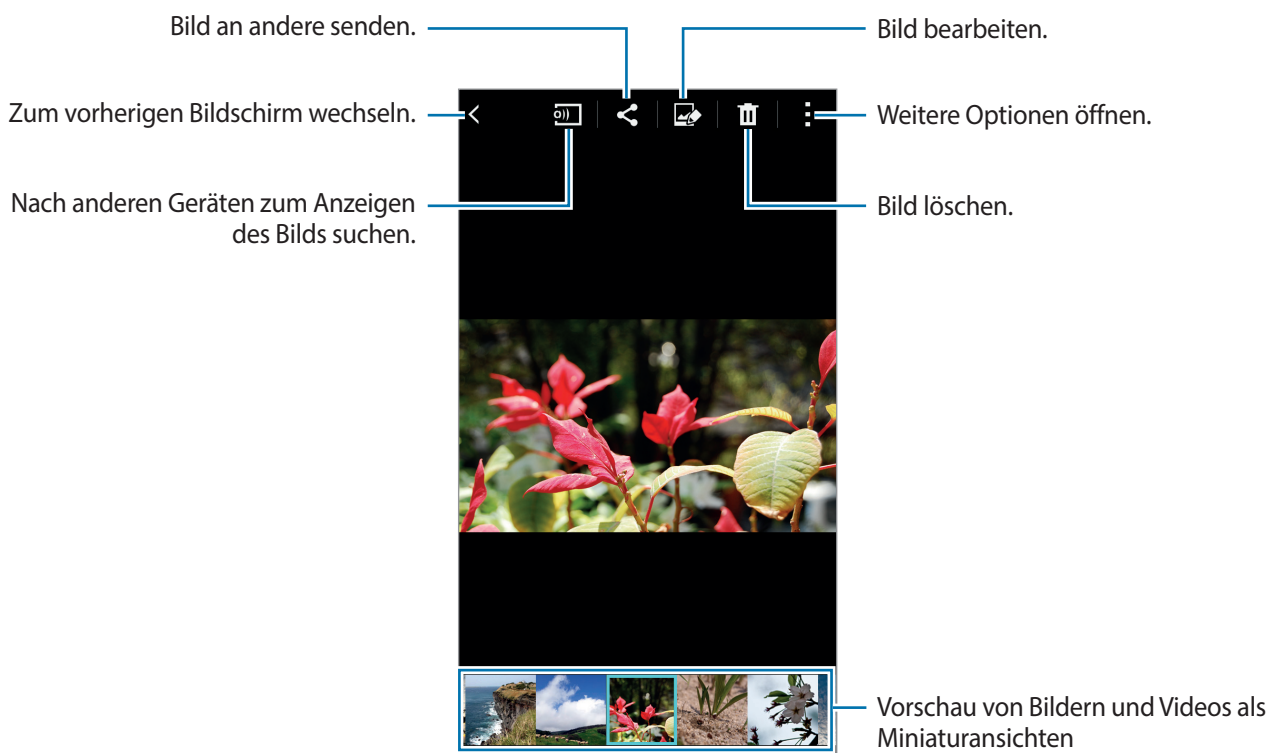 Bild an andere senden.
Bild bearbeiten.
Zum vorherigen Bildschirm wechseln.
Weitere Optionen öffnen.
Nach anderen Geräten zum Anzeigen
des Bilds suchen.
Bild löschen.
Vorschau von Bildern und Videos als
Miniaturansichten